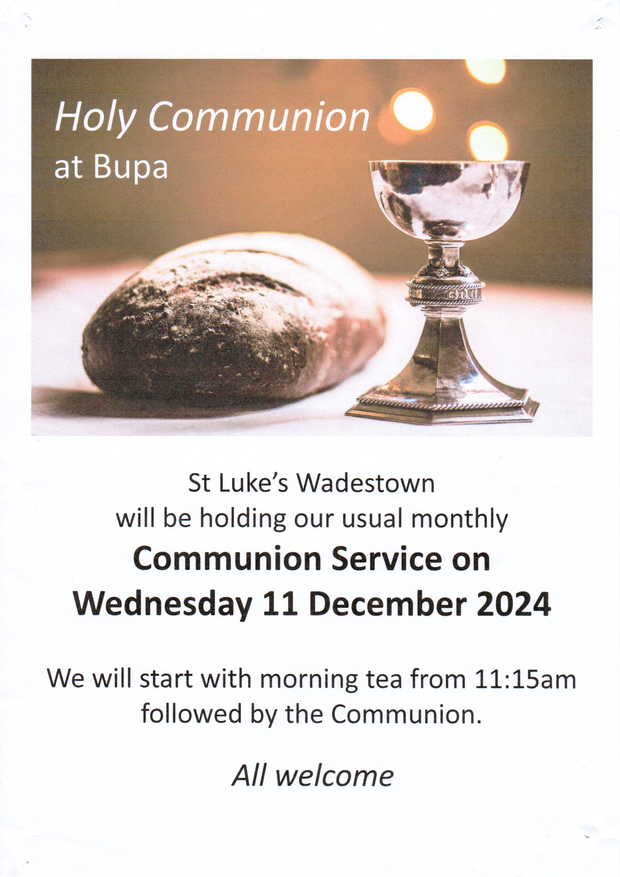 Holy Communion
at Bupa
St Luke's Wadestown
will be holding our usual monthly
Communion Service on
Wednesday 11 December 2024
We will start with morning tea from 11:15am
followed by the Communion.
All welcome